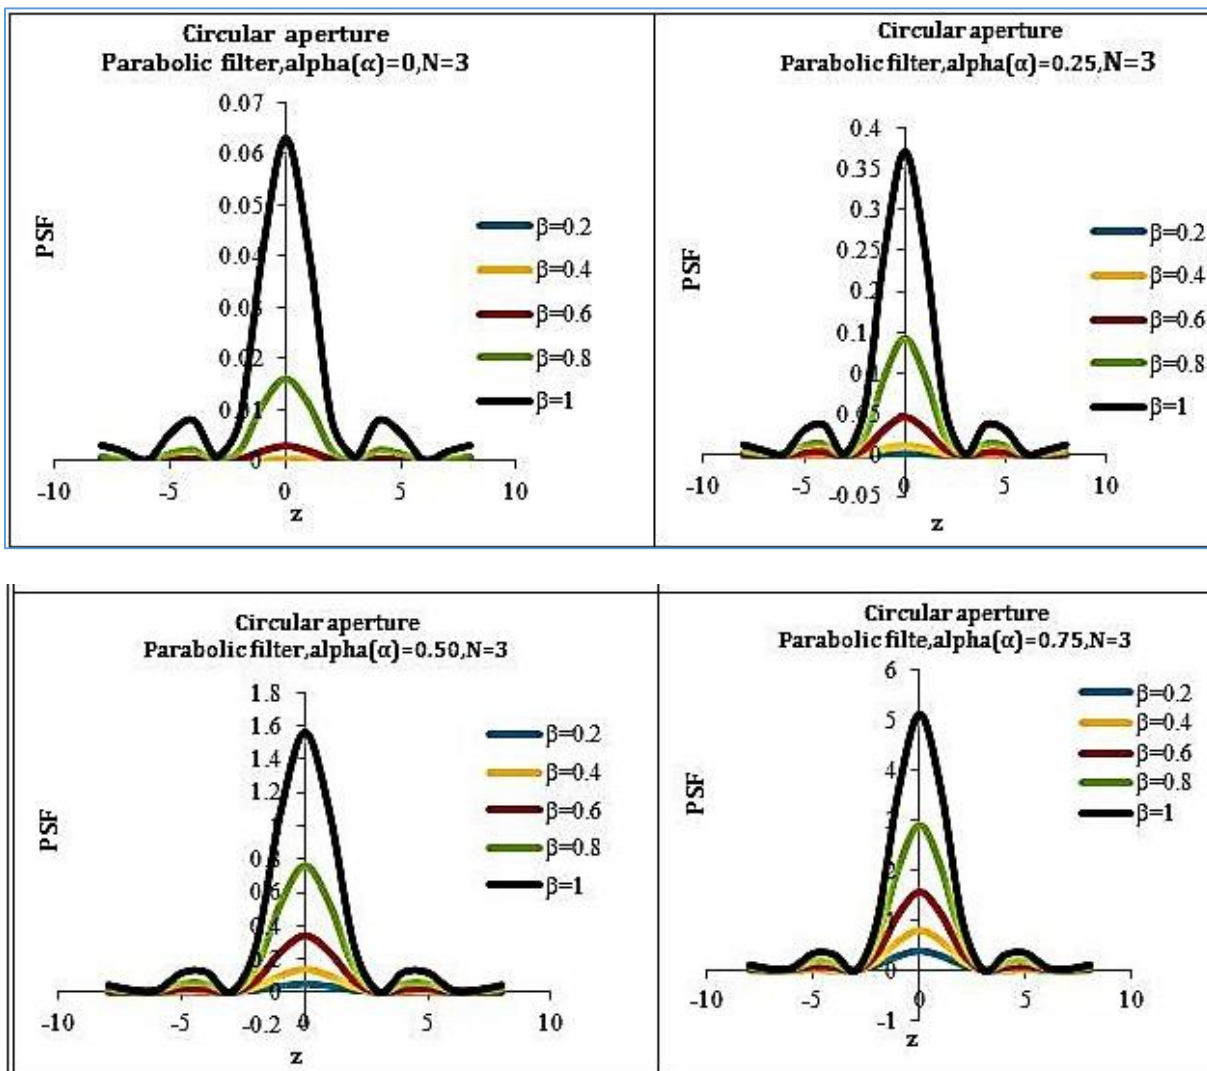 Circular aperture
Parabolic filter,alpha(α)=0,N=3
0.07
0.06
0.05
0.04
0.03
0.02
0.01
0
-10
-5
0
5
10
PSF
z
β=0.2
β=0.4
β=0.6
β=0.8
β=1
Circular aperture
Parabolic filter,alpha(α)=0.25,N=3
0.4
0.35
0.3
0.25
0.2
0.1
0.1
0.05
0
-0.05
-10
-5
0
5
10
PSF
z
β=0.2
β=0.4
β=0.6
β=0.8
β=1
Circular aperture
Parabolic filter,alpha(α)=0.50,N=3
1.8
1.6
1.4
1.2
0.8
0.6
0.4
0
-0.2
-10
-5
0
5
10
PSF
z
β=0.2
β=0.4
β=0.6
β=0.8
β=1
Circular aperture
Parabolic filte,alpha(α)=0.75,N=3
6
5
4
0
-1
-10
-5
0
5
10
PSF
z
β=0.2
β=0.4
β=0.6
β=0.8
β=1